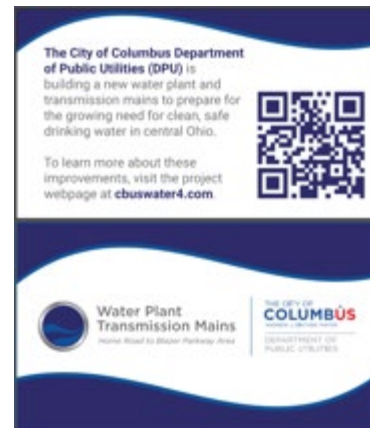 The City of Columbus Department
of Public Utilities (DPU) is
building a new water plant and
transmission mains to prepare for
the growing need for clean, safe
drinking water in central Ohio.
To learn more about these
improvements, visit the project
webpage at cbuswater4.com.
Water Plant
Transmission Mains
Home Road to Blazer Parkway Area
THE CITY OF
COLUMBUS
DEPARTMENT OF
PUBLIC UTILITIES